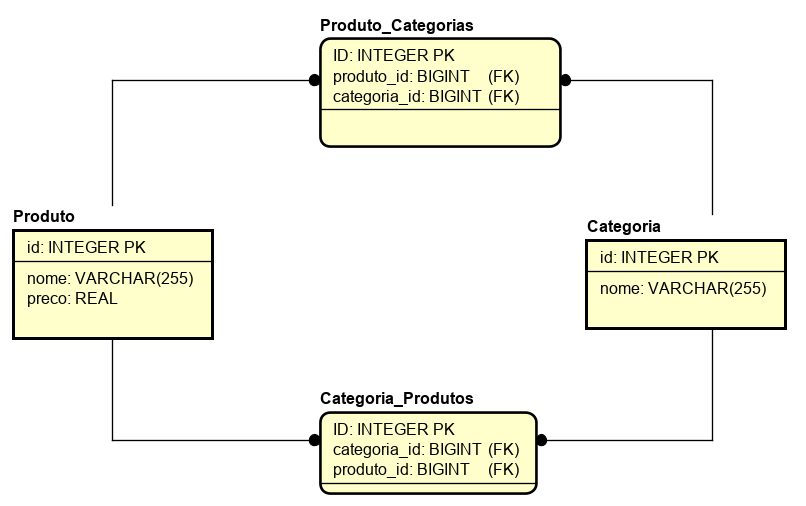 Produto_Categorias
ID: INTEGER PK
produto_id: BIGINT (FK)
categoria_id: BIGINT (FK)
Produto
id: INTEGER PK
nome: VARCHAR(255)
preco: REAL
Categoria
id: INTEGER PK
nome: VARCHAR(255)
Categoria_Produtos
ID: INTEGER PK
categoria_id: BIGINT (FK)
produto_id: BIGINT (FK)